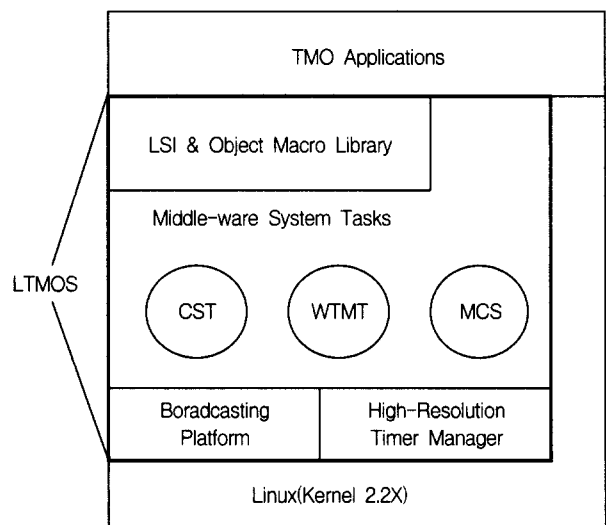 TMO Applications
LSI & Object Macro Library
Middle-ware System Tasks
LTMOS
CST
WTMT
MCS
Boradcasting
Platform
High-Resolution
Timer Manager
Linux(Kernel 2.2X)